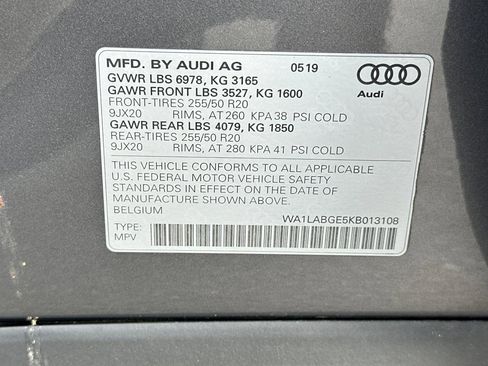 MFD. BY AUDI AG 0519
GVWR LBS 6978, KG 3165
GAWR FRONT LBS 3527, KG 1600
FRONT-TIRES 255/50 R20
9JX20 RIMS, AT 260 KPA 38 PSI COLD
GAWR REAR LBS 4079, KG 1850
REAR-TIRES 255/50 R20
9JX20 RIMS, AT 280 KPA 41 PSI COLD
Audi
THIS VEHICLE CONFORMS TO ALL APPLICABLE
U.S. FEDERAL MOTOR VEHICLE SAFETY
STANDARDS IN EFFECT ON THE DATE OF
MANUFACTURE SHOWN ABOVE.
BELGIUM WA1LABGE5KB013108
TYPE:
MPV